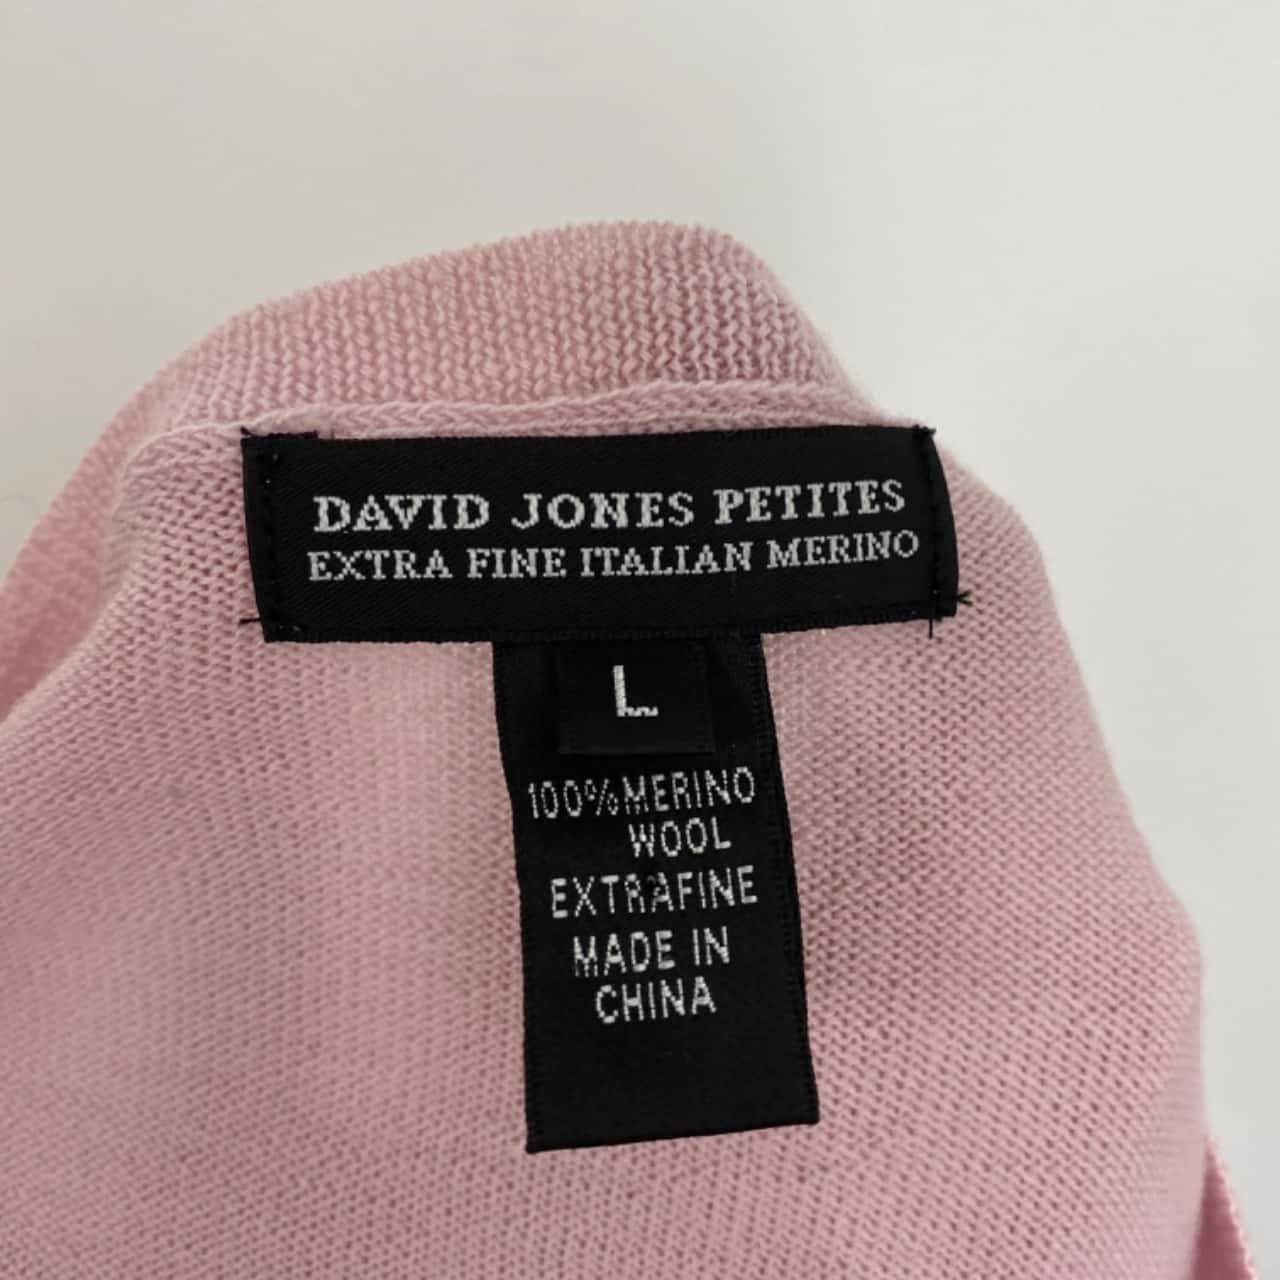 DAVID JONES PETITES
EXTRA FINE ITALIAN MERINO
L
100%MERINO
WOOL
EXTRAFINE
MADE IN
CHINA